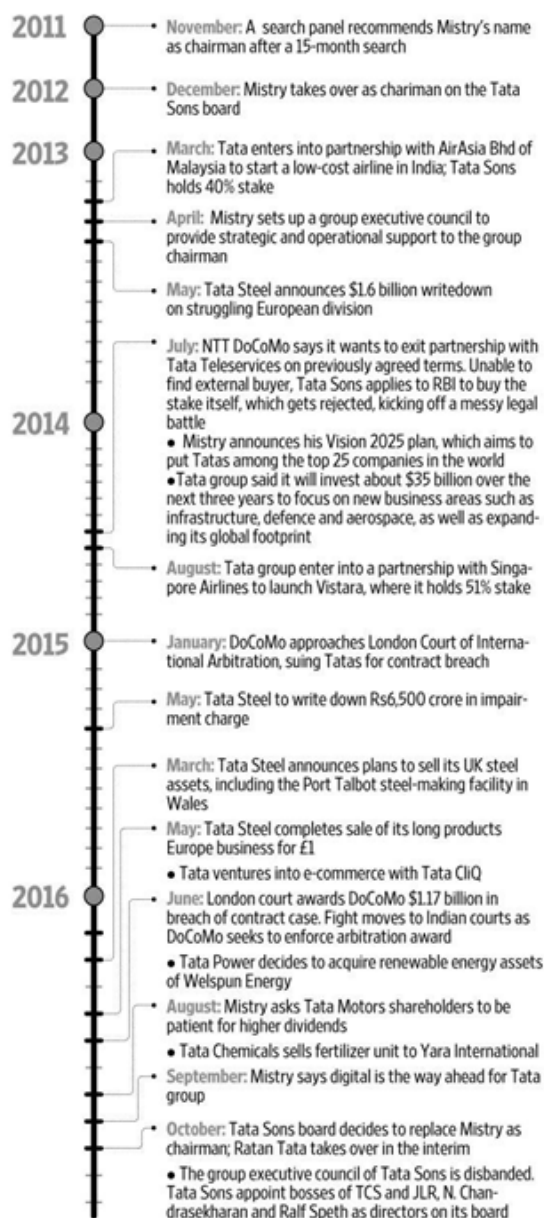 2011
November: A search panel recommends Mistry's name
as chairman after a 15-month search
2012
December: Mistry takes over as chariman on the Tata
Sons board
2013
March: Tata enters into partnership with AirAsia Bhd of
Malaysia to start a low-cost airline in India; Tata Sons
holds 40% stake
April: Mistry sets up a group executive council to
provide strategic and operational support to the group
chairman
May: Tata Steel announces $1.6 billion writedown
on struggling European division
July: NTT DoCoMo says it wants to exit partnership with
Tata Teleservices on previously agreed terms. Unable to
find external buyer, Tata Sons applies to RBI to buy the
stake itself, which gets rejected, kicking off a messy legal
battle
2014
● Mistry announces his Vision 2025 plan, which aims to
put Tatas among the top 25 companies in the world
●Tata group said it will invest about $35 billion over the
next three years to focus on new business areas such as
infrastructure, defence and aerospace, as well as expand-
ing its global footprint
August: Tata group enter into a partnership with Singa-
pore Airlines to launch Vistara, where it holds 51% stake
2015
January: DoCoMo approaches London Court of Interna-
tional Arbitration, suing Tatas for contract breach
May: Tata Steel to write down Rs6,500 crore in impair-
ment charge
March: Tata Steel announces plans to sell its UK steel
assets, including the Port Talbot steel-making facility in
Wales
May: Tata Steel completes sale of its long products
Europe business for £1
● Tata ventures into e-commerce with Tata CliQ
2016
June: London court awards DoCoMo $1.17 billion in
breach of contract case. Fight moves to Indian courts as
DoCoMo seeks to enforce arbitration award
● Tata Power decides to acquire renewable energy assets
of Welspun Energy
August: Mistry asks Tata Motors shareholders to be
patient for higher dividends
● Tata Chemicals sells fertilizer unit to Yara International
September: Mistry says digital is the way ahead for Tata
group
October: Tata Sons board decides to replace Mistry as
chairman; Ratan Tata takes over in the interim
● The group executive council of Tata Sons is disbanded.
Tata Sons appoint bosses of TCS and JLR, N. Chan-
drasekharan and Ralf Speth as directors on its board